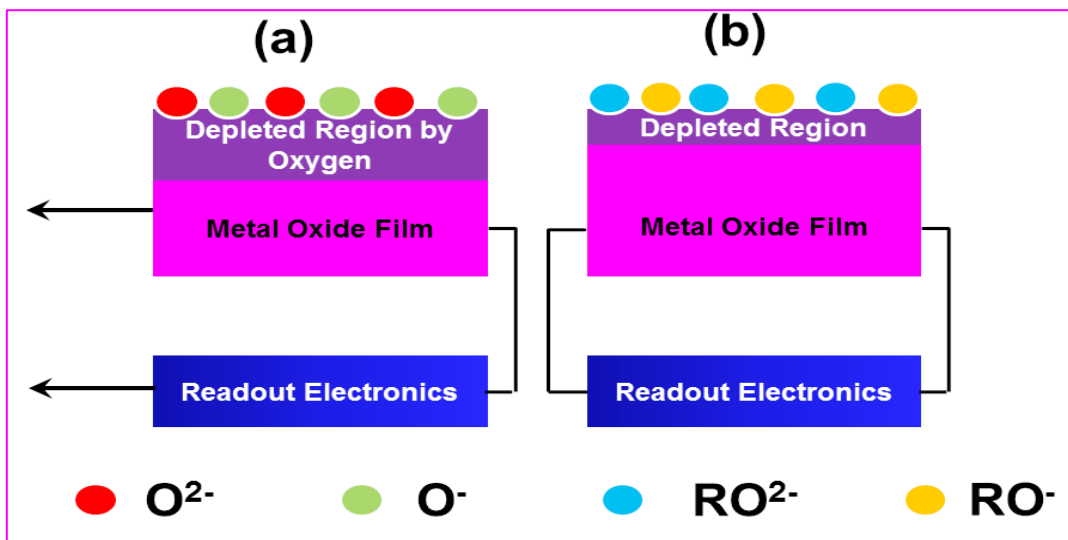 (a)
(b)
Depleted Region by
Oxygen
Depleted Region
Metal Oxide Film
Metal Oxide Film
Readout Electronics
Readout Electronics
O²⁻
O⁻
RO²⁻
RO⁻